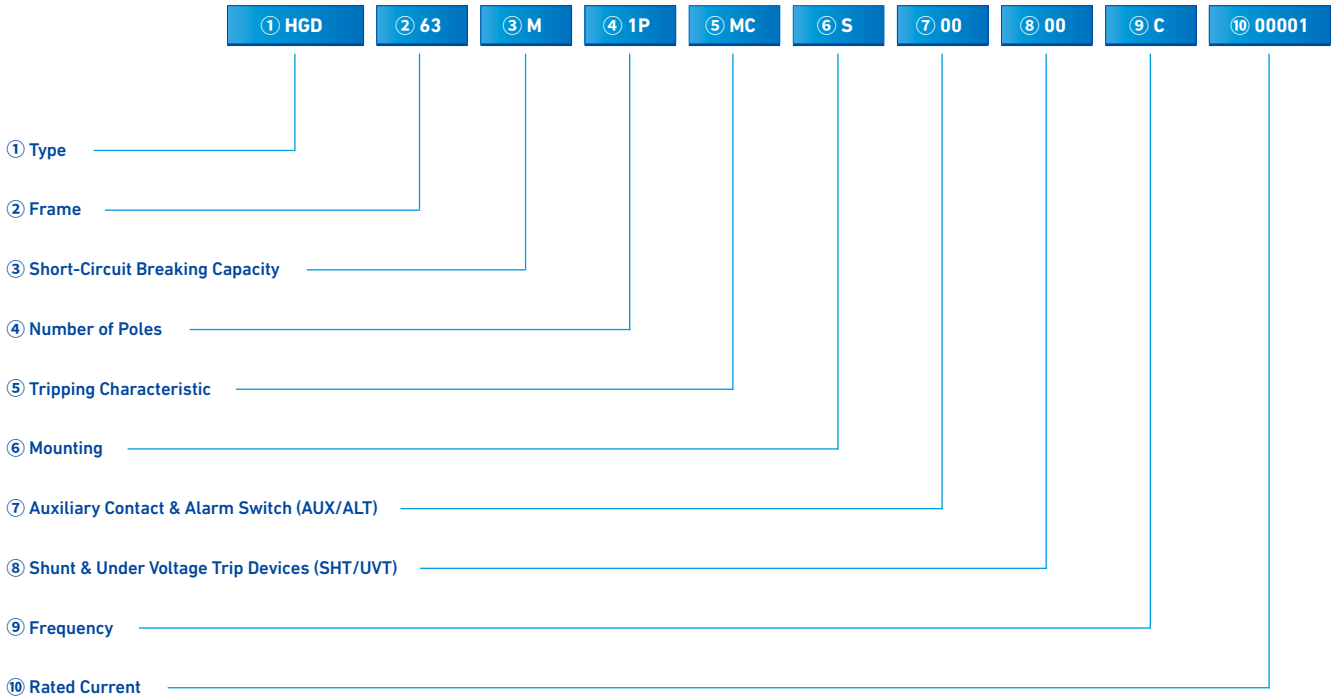 ① HGD ② 63 ③ M ④ 1P ⑤ MC ⑥ S ⑦ 00 ⑧ 00 ⑨ C ⑩ 00001
① Type
② Frame
③ Short-Circuit Breaking Capacity
④ Number of Poles
⑤ Tripping Characteristic
⑥ Mounting
⑦ Auxiliary Contact & Alarm Switch (AUX/ALT)
⑧ Shunt & Under Voltage Trip Devices (SHT/UVT)
⑨ Frequency
⑩ Rated Current